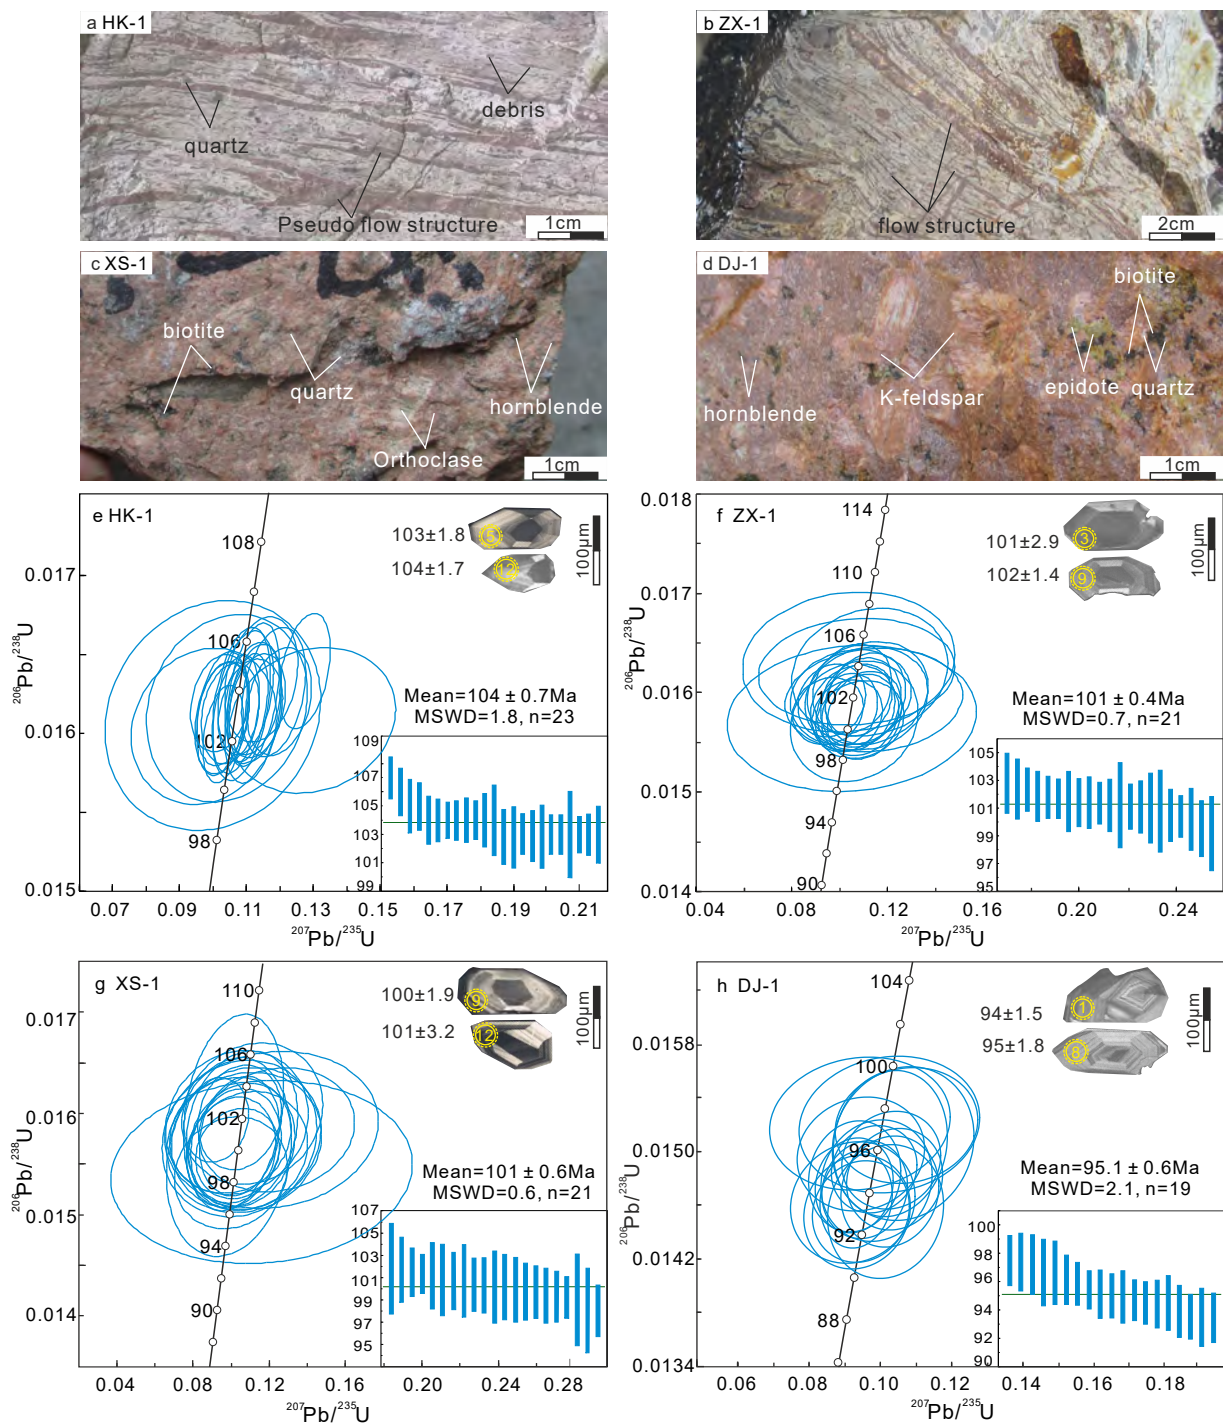 a HK-1
debris
quartz
Pseudo flow structure
1cm
b ZX-1
flow structure
2cm
c XS-1
biotite
quartz
hornblende
Orthoclase
1cm
d DJ-1
biotite
hornblende
K-feldspar
epidote
quartz
1cm
e HK-1
103±1.8
5
104±1.7
12
100μm
108
106
102
98
Mean=104±0.7Ma
MSWD=1.8, n=23
109
107
105
103
101
99
0.017
0.016
0.015
206Pb/238U
0.07 0.09 0.11 0.13 0.15 0.17 0.19 0.21
207Pb/235U
f ZX-1
101±2.9
3
102±1.4
9
100μm
114
110
106
102
98
94
90
Mean=101±0.4Ma
MSWD=0.7, n=21
105
103
101
99
97
95
0.018
0.017
0.016
0.015
0.014
206Pb/238U
0.04 0.08 0.12 0.16 0.20 0.24
207Pb/235U
g XS-1
100±1.9
9
101±3.2
12
100μm
110
106
102
98
94
90
Mean=101±0.6Ma
MSWD=0.6, n=21
107
105
103
101
99
97
95
0.017
0.016
0.015
0.014
206Pb/238U
0.04 0.08 0.12 0.16 0.20 0.24 0.28
207Pb/235U
h DJ-1
94±1.5
1
95±1.8
8
100μm
104
100
96
92
88
Mean=95.1±0.6Ma
MSWD=2.1, n=19
100
98
96
94
92
90
0.0158
0.0150
0.0142
0.0134
206Pb/238U
0.06 0.08 0.10 0.12 0.14 0.16 0.18
207Pb/235U